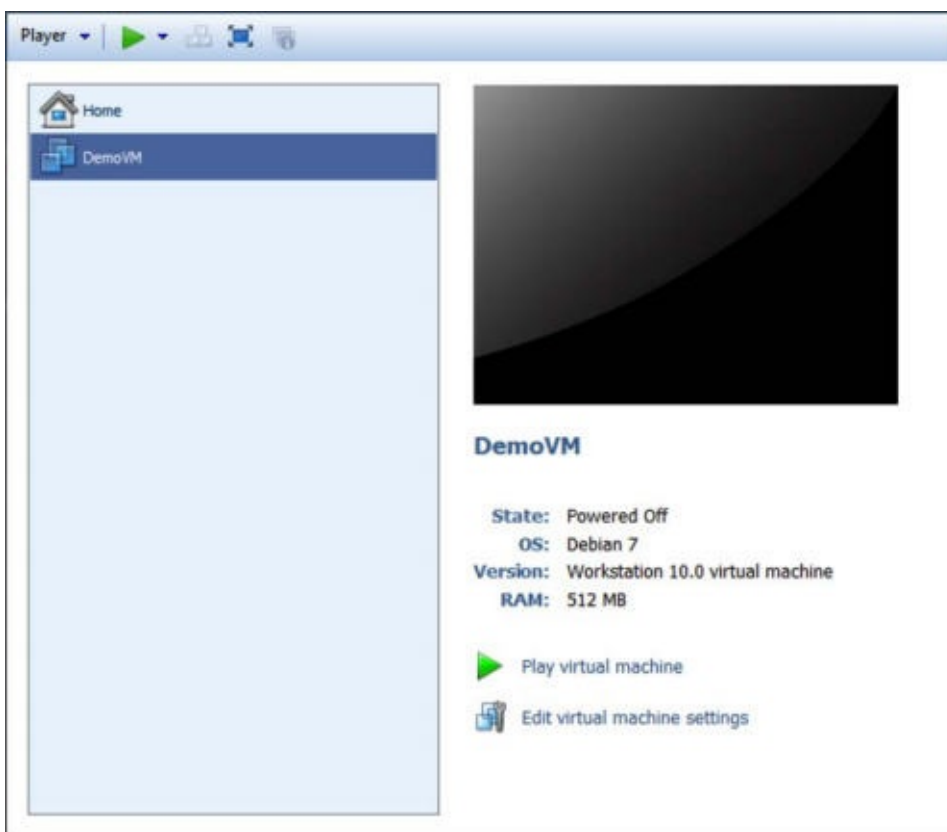 Player
Home
DemoVM
DemoVM
State: Powered Off
OS: Debian 7
Version: Workstation 10.0 virtual machine
RAM: 512 MB
Play virtual machine
Edit virtual machine settings